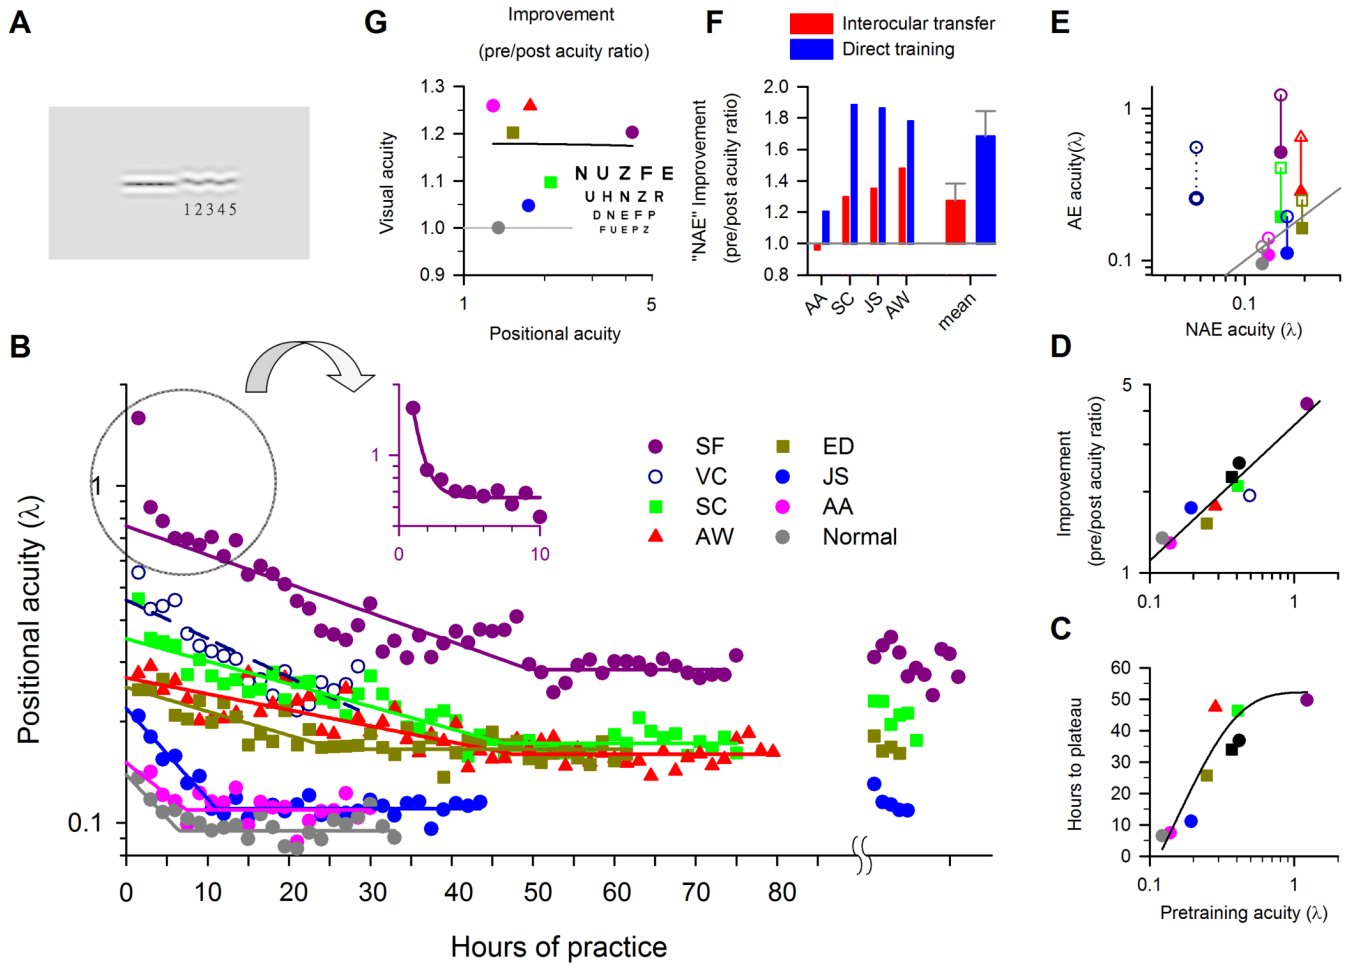 A
1 2 3 4 5
G
Improvement
(pre/post acuity ratio)
Visual acuity
1.3
1.2
1.1
1.0
0.9
N U Z F E
U H N Z R
D N E F P
F U E P Z
1
5
Positional acuity
F
Interocular transfer
Direct training
"NAE" Improvement
(pre/post acuity ratio)
2.0
1.8
1.6
1.4
1.2
1.0
0.8
AA
SC
JS
AW
mean
E
AE acuity(λ)
1
0.1
0.1
NAE acuity (λ)
B
Positional acuity (λ)
1
0.1
0
10
20
30
40
50
60
70
80
Hours of practice
1
0
10
SF
VC
SC
AW
ED
JS
AA
Normal
D
Improvement
(pre/post acuity ratio)
5
1
0.1
1
C
Hours to plateau
60
50
40
30
20
10
0
0.1
1
Pretraining acuity (λ)